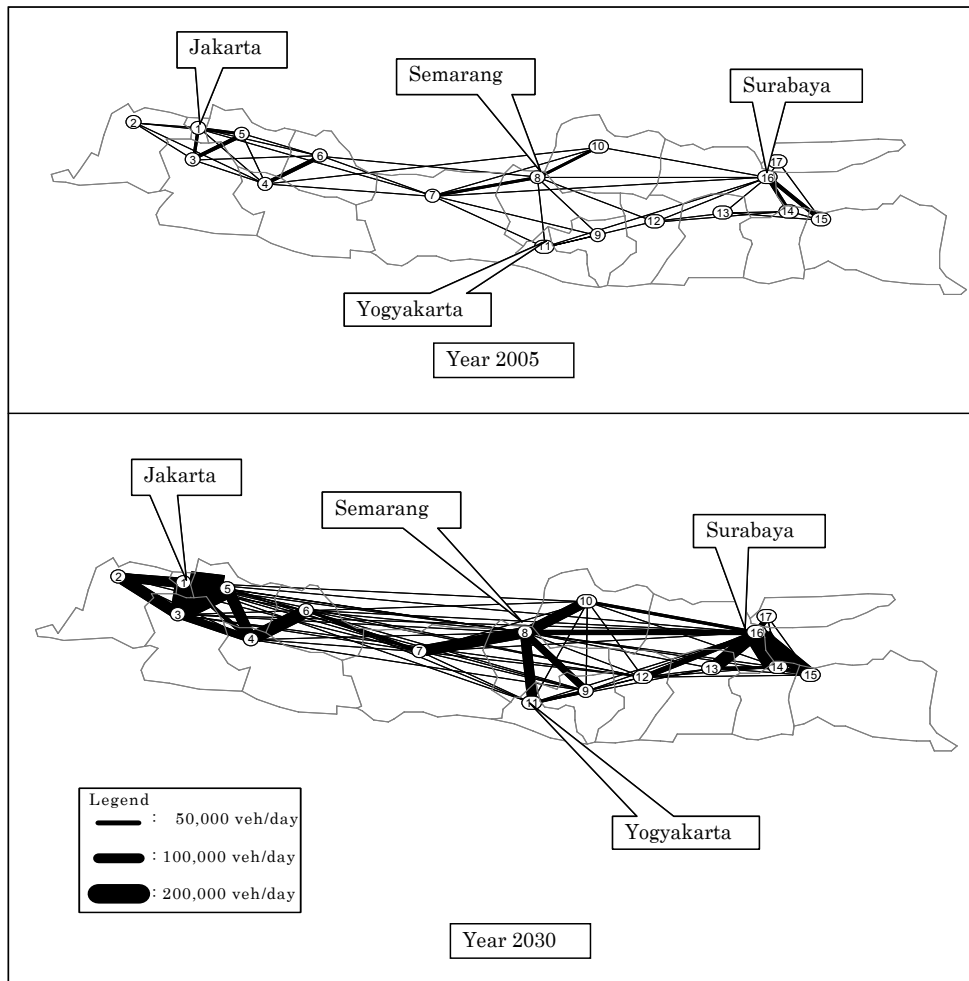 Jakarta
Semarang
Surabaya
2
1
5
3
6
4
7
8
10
17
16
12
13
14
15
11
9
Yogyakarta
Year 2005
Jakarta
Semarang
Surabaya
2
1
5
3
6
4
7
8
10
17
16
12
13
14
15
11
9
Legend
: 50,000 veh/day
: 100,000 veh/day
: 200,000 veh/day
Yogyakarta
Year 2030